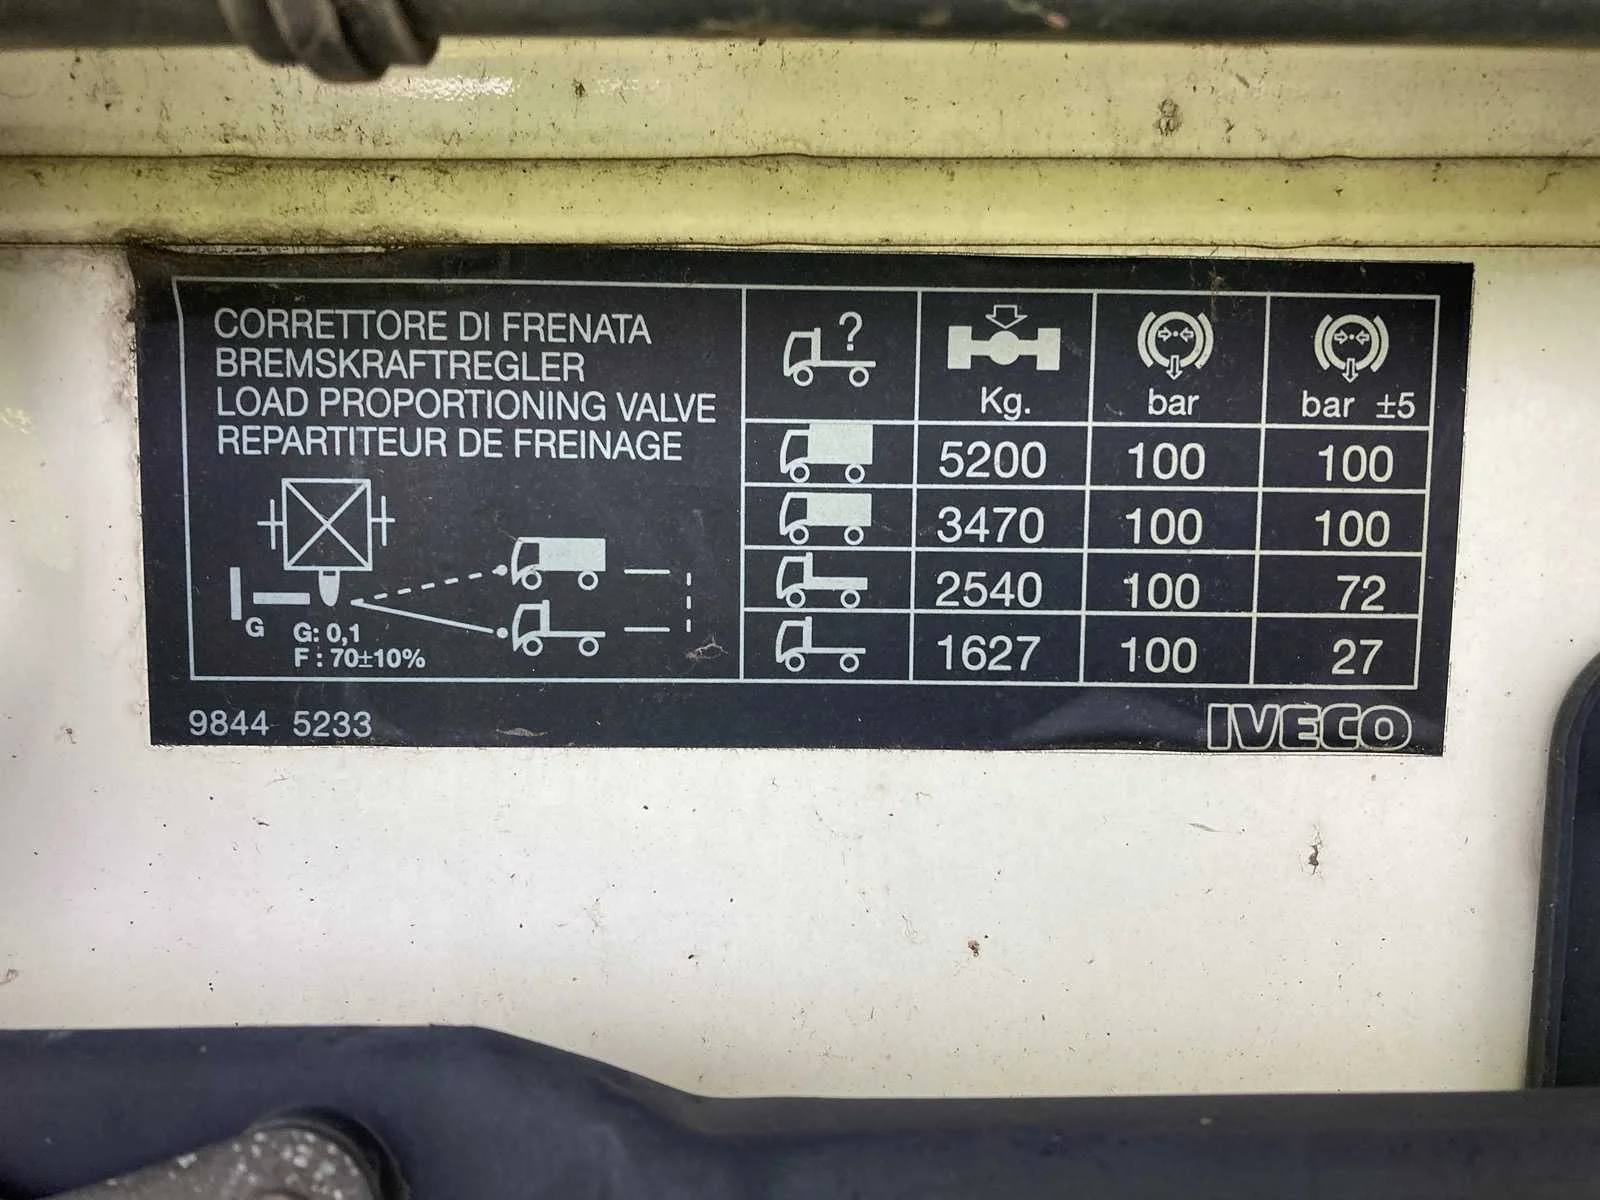 CORRETTORE DI FRENATA
BREMSKRAFTREGLER
LOAD PROPORTIONING VALVE
REPARTITEUR DE FREINAGE
G
G: 0,1
F : 70±10%
?
Kg. bar bar ±5
5200 100 100
3470 100 100
2540 100 72
1627 100 27
9844 5233
IVECO